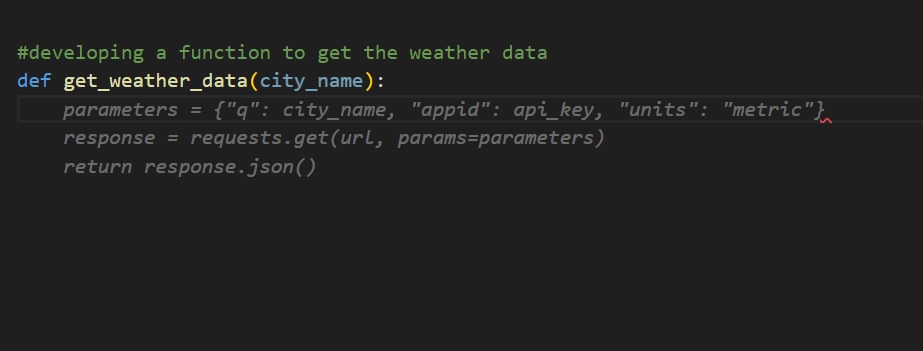 #developing a function to get the weather data
def get_weather_data(city_name):
    parameters = {"q": city_name, "appid": api_key, "units": "metric"}
    response = requests.get(url, params=parameters)
    return response.json()